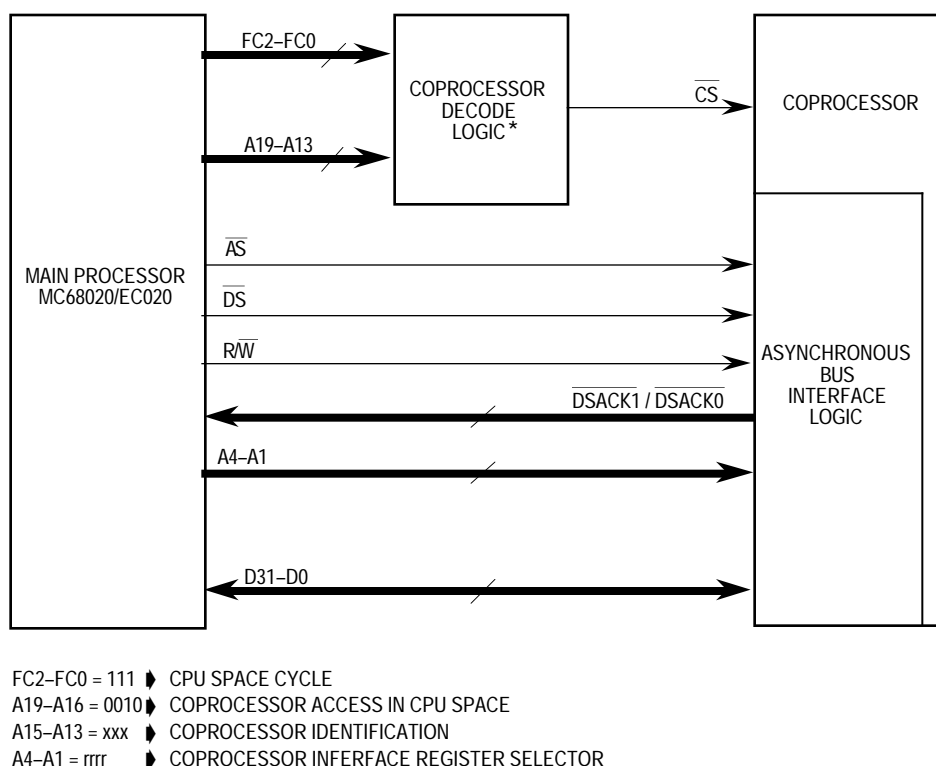 FC2–FC0
A19–A13
COPROCESSOR
DECODE
LOGIC*
CS
COPROCESSOR
MAIN PROCESSOR
MC68020/EC020
AS
DS
R/W
DSACK1 / DSACK0
A4–A1
D31–D0
ASYNCHRONOUS
BUS
INTERFACE
LOGIC
FC2–FC0 = 111 CPU SPACE CYCLE
A19–A16 = 0010 COPROCESSOR ACCESS IN CPU SPACE
A15–A13 = xxx COPROCESSOR IDENTIFICATION
A4–A1 = rrrr COPROCESSOR INFERFACE REGISTER SELECTOR